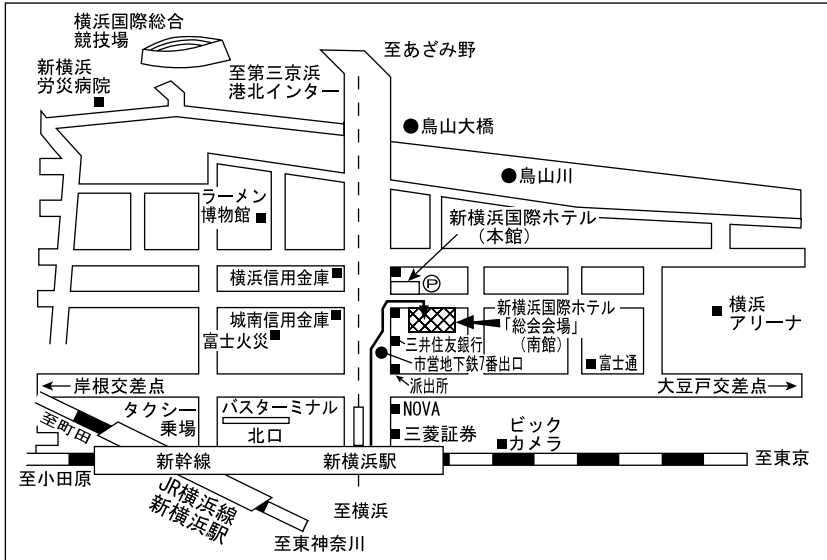 横浜国際総合
競技場
至あざみ野
新横浜
労災病院
至第三京浜
港北インター
鳥山大橋
鳥山川
ラーメン
博物館
新横浜国際ホテル
(本館)
横浜信用金庫
P
新横浜国際ホテル
「総会会場」
(南館)
横浜
アリーナ
城南信用金庫
富士火災
三井住友銀行
市営地下鉄7番出口
富士通
派出所
岸根交差点
大豆戸交差点
タクシー
乗場
バスターミナル
北口
NOVA
三菱証券
ビック
カメラ
至町田
新幹線
新横浜駅
至東京
至小田原
JR横浜線
新横浜駅
至横浜
至東神奈川